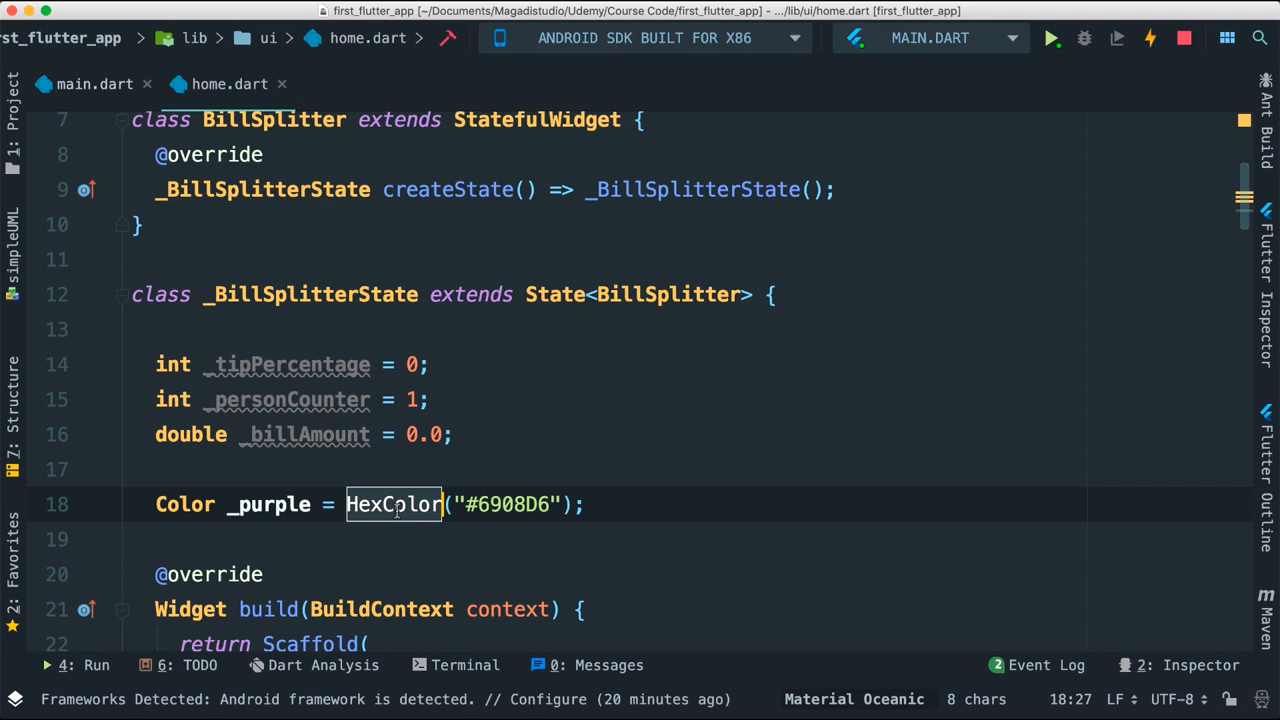 first_flutter_app [~/Documents/Magadistudio/Udemy/Course Code/first_flutter_app] - .../lib/ui/home.dart [first_flutter_app]
rst_flutter_app lib ui home.dart ANDROID SDK BUILT FOR X86 MAIN.DART
main.dart home.dart
1: Project
simpleUML
7: Structure
2: Favorites
7 class BillSplitter extends StatefulWidget {
8 @override
9 _BillSplitterState createState() => _BillSplitterState();
10 }
11
12 class _BillSplitterState extends State<BillSplitter> {
13
14 int _tipPercentage = 0;
15 int _personCounter = 1;
16 double _billAmount = 0.0;
17
18 Color _purple = HexColor("#6908D6");
19
20 @override
21 Widget build(BuildContext context) {
22 return Scaffold(
Ant Build
Flutter Inspector
Flutter Outline
m Maven
4: Run 6: TODO Dart Analysis Terminal 0: Messages 2 Event Log 2: Inspector
Frameworks Detected: Android framework is detected. // Configure (20 minutes ago) Material Oceanic 8 chars 18:27 LF UTF-8